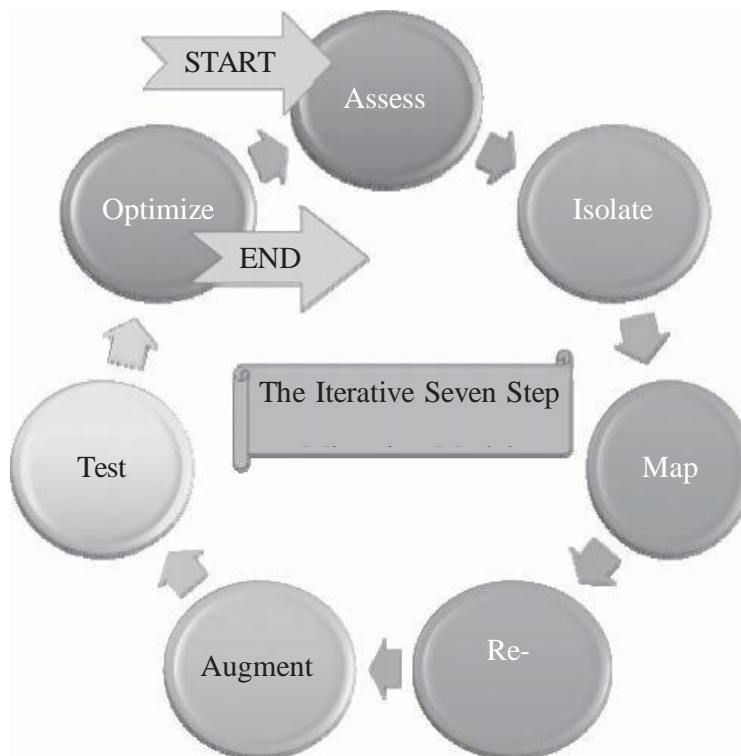 START
Assess
Isolate
Map
Re-
Augment
Test
Optimize
END
The Iterative Seven Step